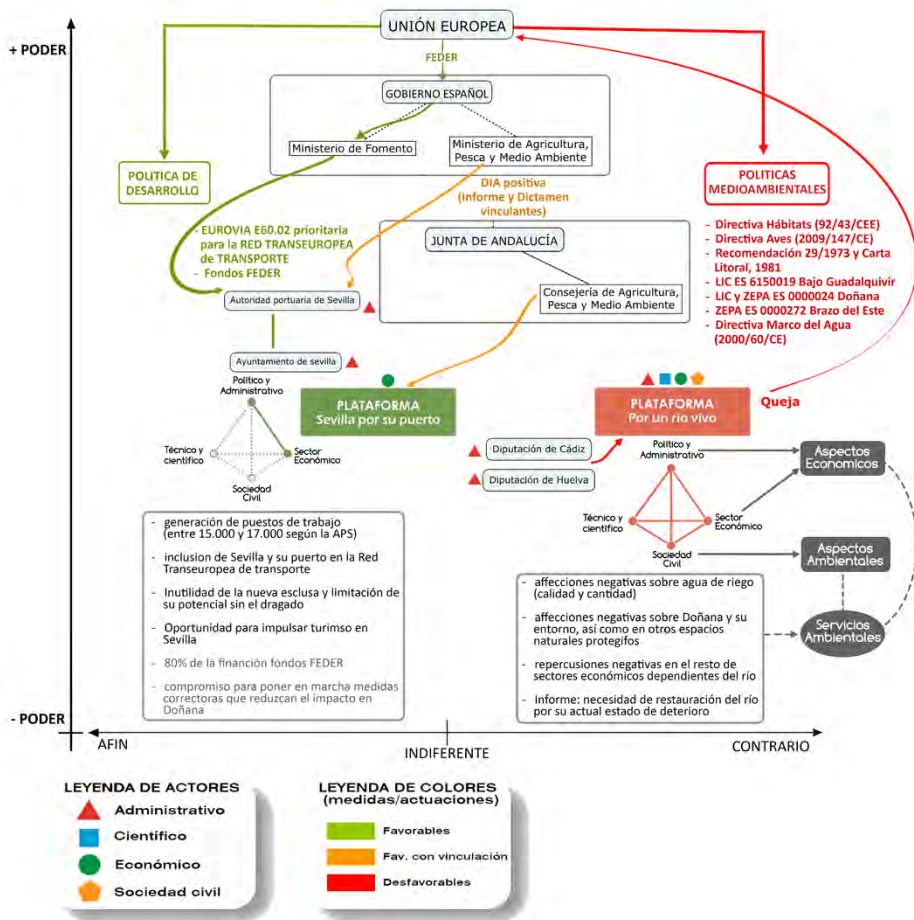 + PODER
UNIÓN EUROPEA
FEDER
GOBIERNO ESPAÑOL
Ministerio de Fomento
Ministerio de Agricultura,
Pesca y Medio Ambiente
POLITICA DE
DESARROLLO
POLITICAS
MEDIOAMBIENTALES
DIA positiva
(Informe y Dictamen
vinculantes)
- EUROVIA E60.02 prioritaria
para la RED TRANSEUROPEA
de TRANSPORTE
- Fondos FEDER
JUNTA DE ANDALUCÍA
- Directiva Hábitats (92/43/CEE)
- Directiva Aves (2009/147/CE)
- Recomendación 29/1973 y Carta
Litoral, 1981
- LIC ES 6150019 Bajo Guadalquivir
- LIC y ZEPA ES 0000024 Doñana
- ZEPA ES 0000272 Brazo del Este
- Directiva Marco del Agua
(2000/60/CE)
Autoridad portuaria de Sevilla
Consejería de Agricultura,
Pesca y Medio Ambiente
Ayuntamiento de sevilla
PLATAFORMA
Sevilla por su puerto
PLATAFORMA
Por un río vivo
Queja
Político y
Administrativo
Técnico y
científico
Sector
Económico
Sociedad
Civil
Diputación de Cádiz
Diputación de Huelva
Político y
Administrativo
Técnico y
científico
Sector
Económico
Sociedad
Civil
Aspectos
Economicos
Aspectos
Ambientales
Servicios
Ambientales
- generación de puestos de trabajo
(entre 15.000 y 17.000 según la APS)
- inclusion de Sevilla y su puerto en la Red
Transeuropea de transporte
- Inutilidad de la nueva esclusa y limitación de
su potencial sin el dragado
- Oportunidad para impulsar turimso en
Sevilla
- 80% de la financión fondos FEDER
- compromiso para poner en marcha medidas
correctoras que reduzcan el impacto en
Doñana
- affecciones negativas sobre agua de riego
(calidad y cantidad)
- affecciones negativas sobre Doñana y su
entorno, así como en otros espacios
naturales protegifos
- repercusiones negativas en el resto de
sectores económicos dependientes del río
- Informe: necesidad de restauración del río
por su actual estado de deterioro
- PODER
AFIN
INDIFERENTE
CONTRARIO
LEYENDA DE ACTORES
Administrativo
Científico
Económico
Sociedad civil
LEYENDA DE COLORES
(medidas/actuaciones)
Favorables
Fav. con vinculación
Desfavorables